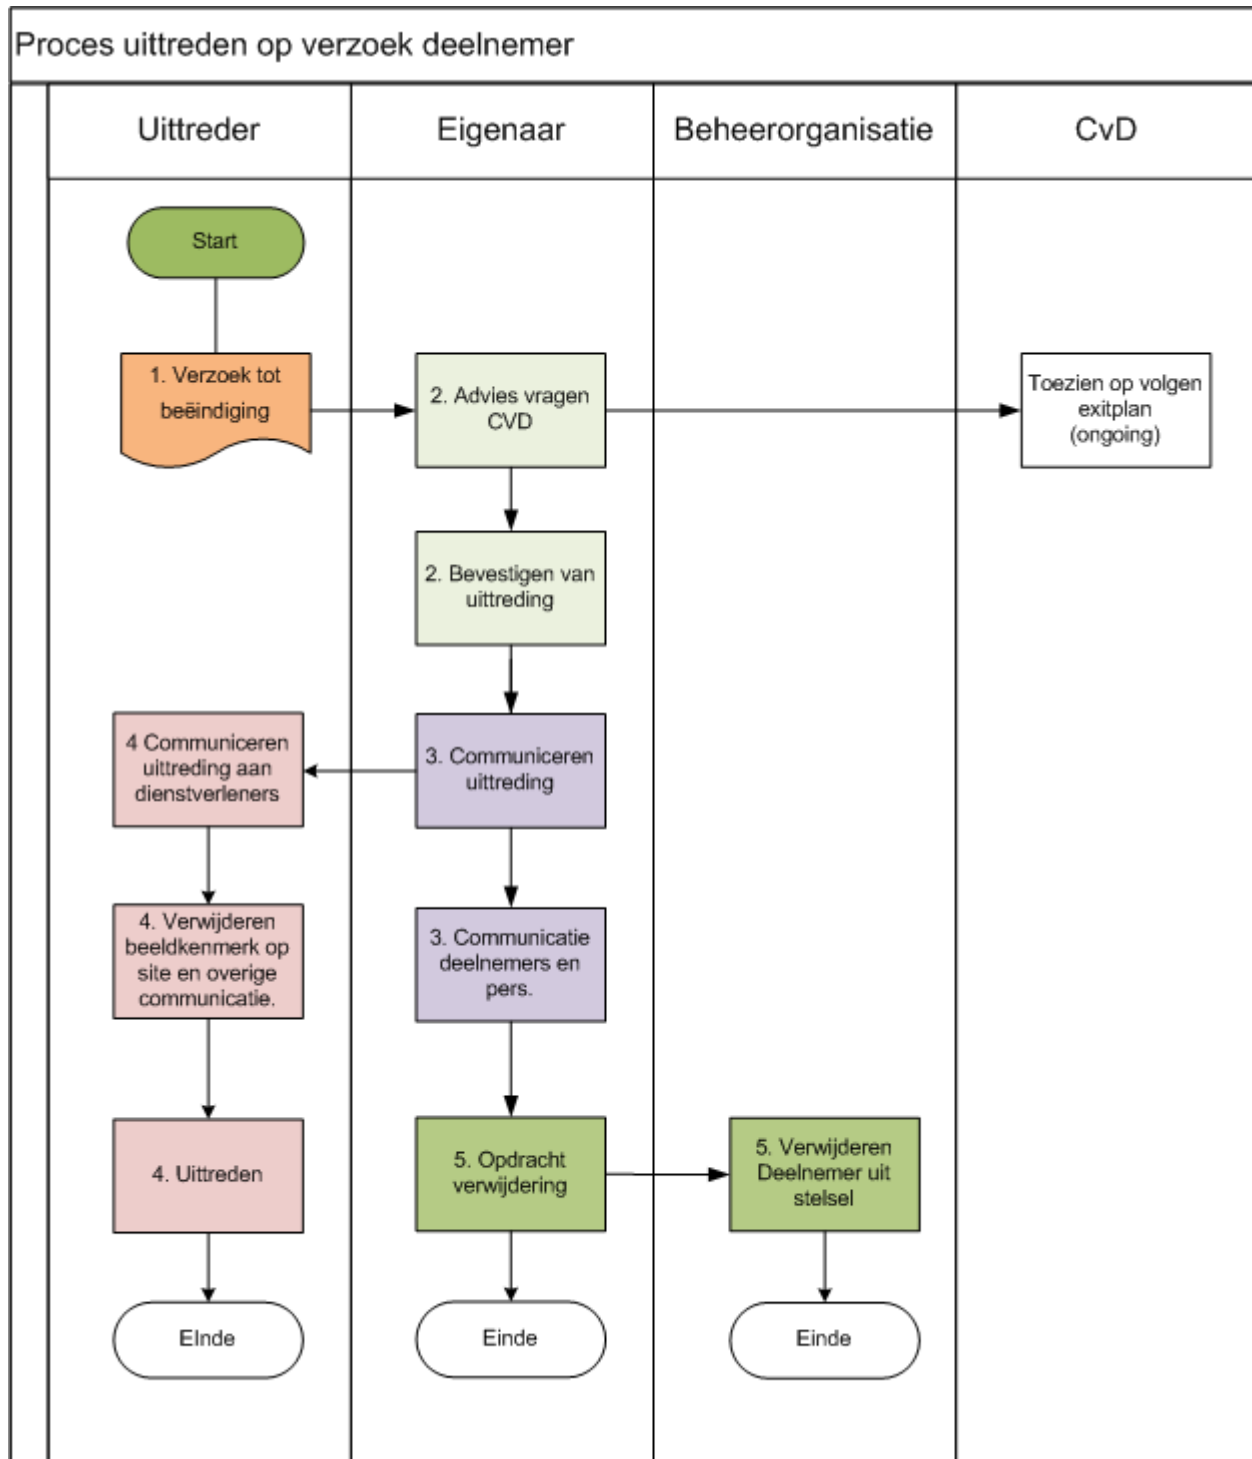 Proces uittreden op verzoek deelnemer
Uittreder
Eigenaar
Beheerorganisatie
CvD
Start
1. Verzoek tot
beëindiging
2. Advies vragen
CVD
Toezien op volgen
exitplan
(ongoing)
2. Bevestigen van
uittreding
4 Communiceren
uittreding aan
dienstverleners
3. Communiceren
uittreding
4. Verwijderen
beeldkenmerk op
site en overige
communicatie.
3. Communicatie
deelnemers en
pers.
4. Uittreden
5. Opdracht
verwijdering
5. Verwijderen
Deelnemer uit
stelsel
EInde
Einde
Einde